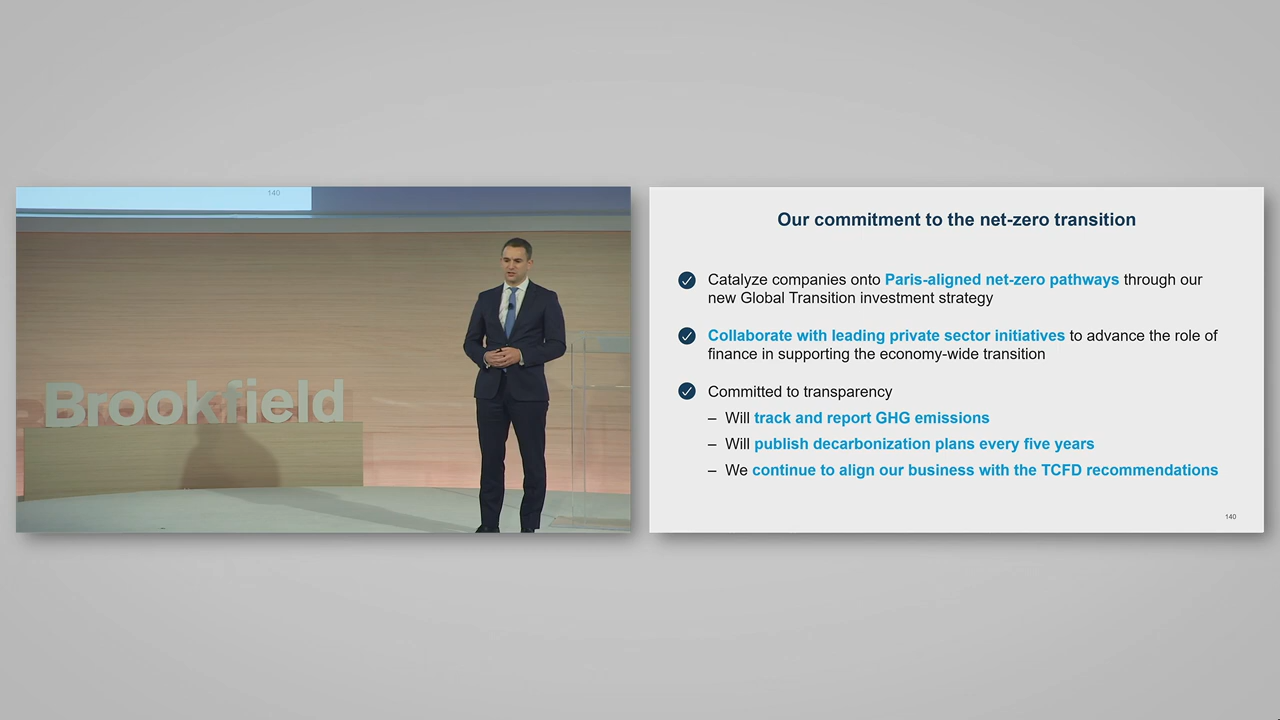 140
Brookfield
Our commitment to the net-zero transition
Catalyze companies onto Paris-aligned net-zero pathways through our
new Global Transition investment strategy
Collaborate with leading private sector initiatives to advance the role of
finance in supporting the economy-wide transition
Committed to transparency
– Will track and report GHG emissions
– Will publish decarbonization plans every five years
– We continue to align our business with the TCFD recommendations
140